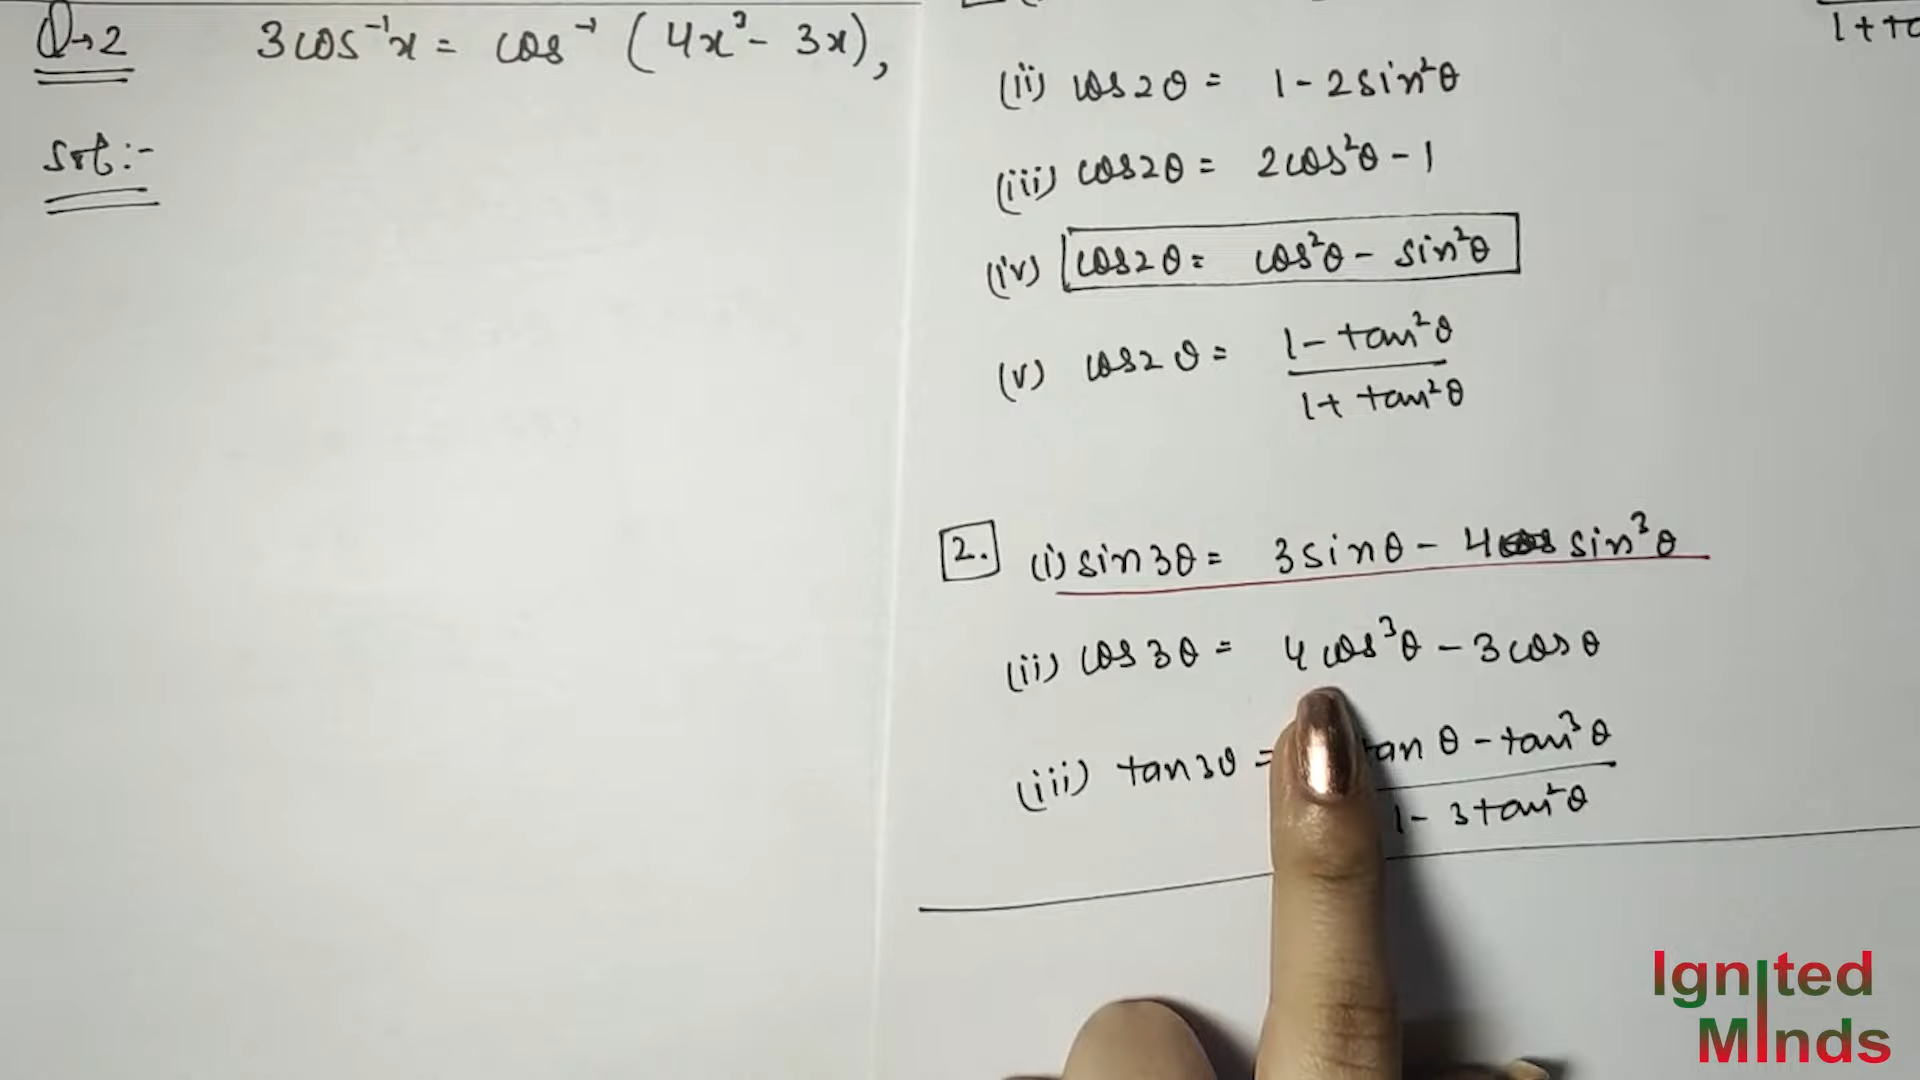 Q→2 3cos⁻¹x = cos⁻¹ (4x³ - 3x),
Sol:-
(ii) cos2θ = 1 - 2sin²θ
(iii) cos2θ = 2cos²θ - 1
(iv) cos2θ = cos²θ - sin²θ
(v) cos2θ = 1 - tan²θ
1 + tan²θ
2. (i) sin3θ = 3sinθ - 4 sin³θ
(ii) cos3θ = 4cos³θ - 3cosθ
(iii) tan3θ = tanθ - tan³θ
1 - 3tan²θ
Ignited
Minds